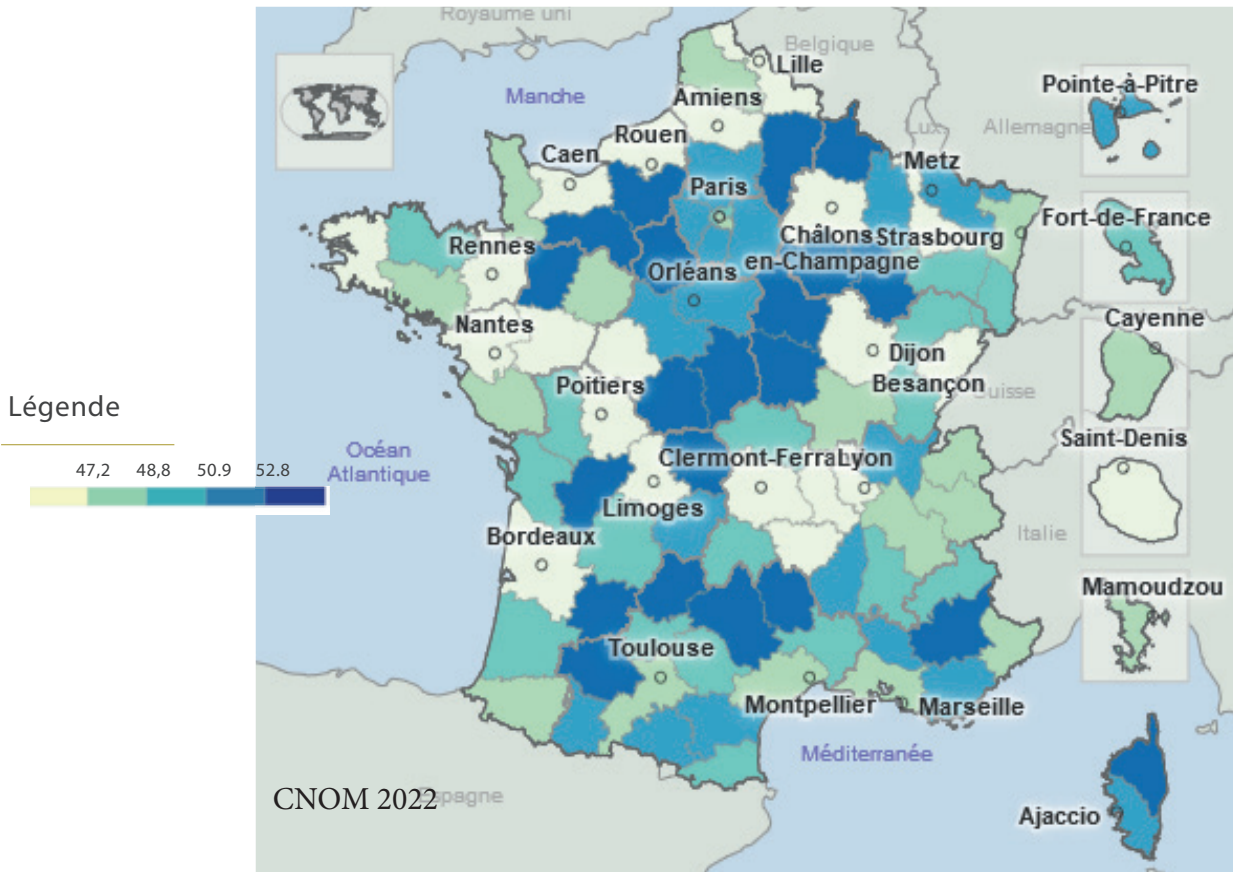 Royaume uni
Belgique
Lille
Pointe-à-Pitre
Manche
Amiens
Lux.
Allemagne
Rouen
Caen
Metz
Paris
Fort-de-France
Rennes
Châlons
en-Champagne
Strasbourg
Orléans
Nantes
Cayenne
Dijon
Poitiers
Besançon
Suisse
Légende
47,2 48,8 50.9 52.8
Océan
Atlantique
Saint-Denis
Clermont-Ferra
Lyon
Limoges
Italie
Bordeaux
Mamoudzou
Toulouse
Montpellier
Marseille
Méditerranée
CNOM 2022
Espagne
Ajaccio